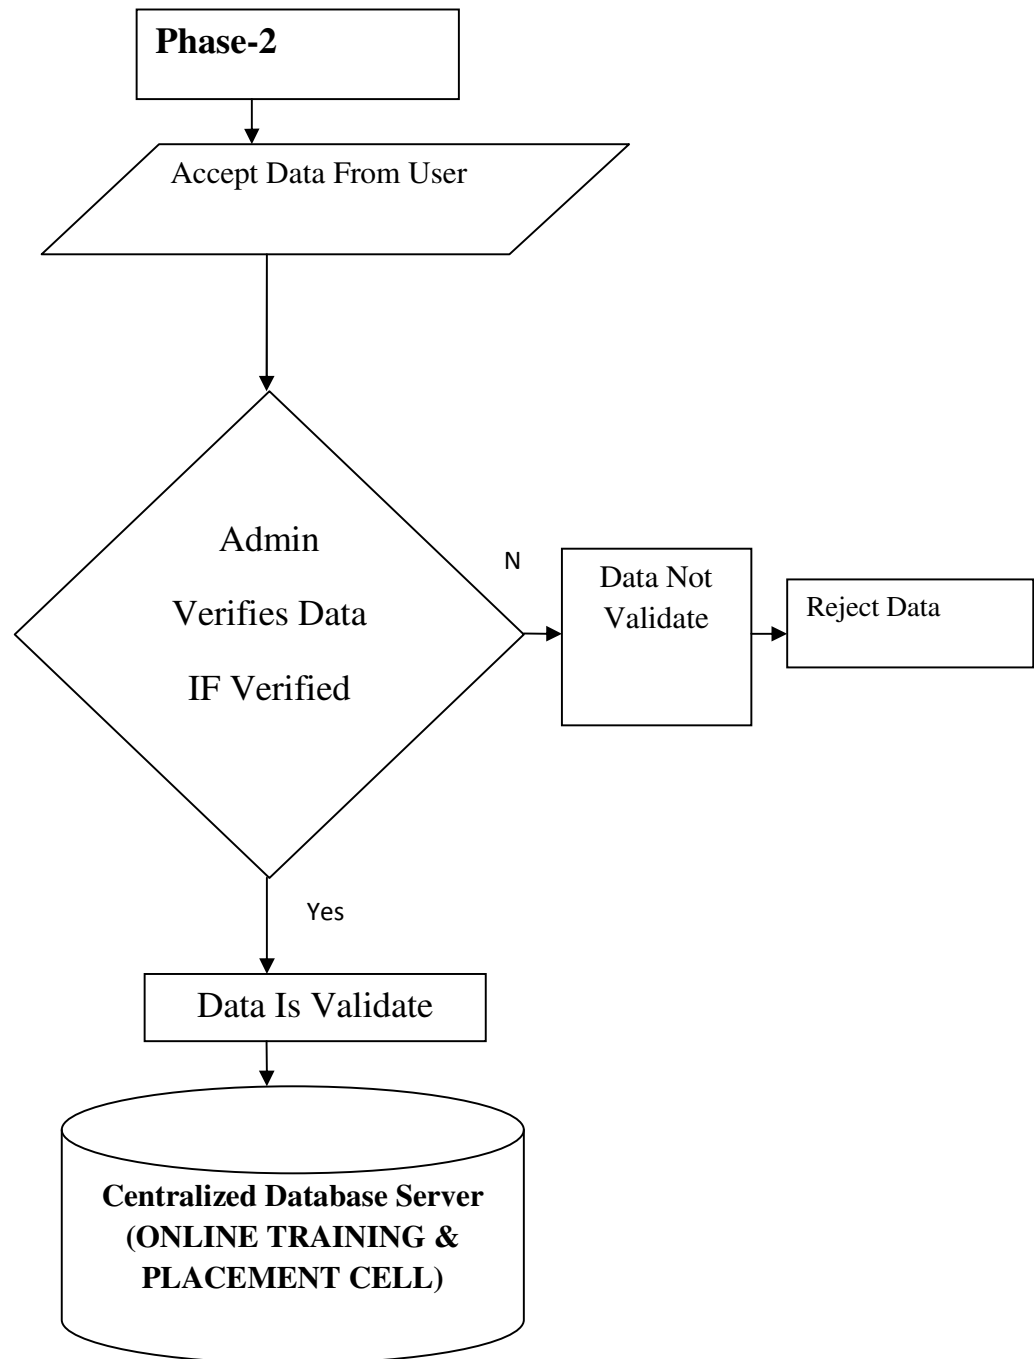 Phase-2
Accept Data From User
Admin
Verifies Data
IF Verified
N
Data Not
Validate
Reject Data
Yes
Data Is Validate
Centralized Database Server
(ONLINE TRAINING &
PLACEMENT CELL)